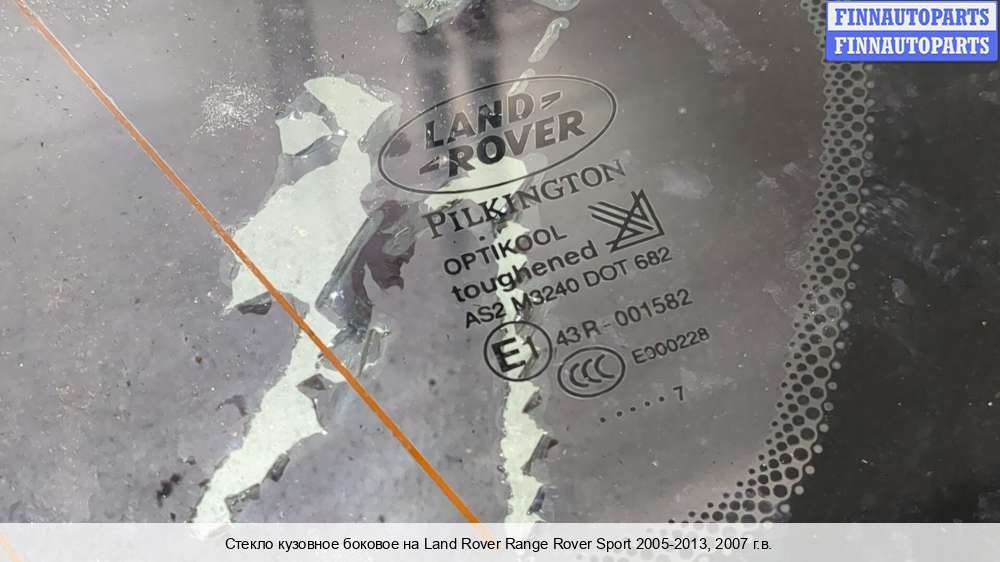 FINNAUTOPARTS
FINNAUTOPARTS
LAND
ROVER
PILKINGTON
OPTIKOOL
toughened
AS2 M3240 DOT 682
E1 43R-001582
CCC E000228
.....7
Стекло кузовное боковое на Land Rover Range Rover Sport 2005-2013, 2007 г.в.